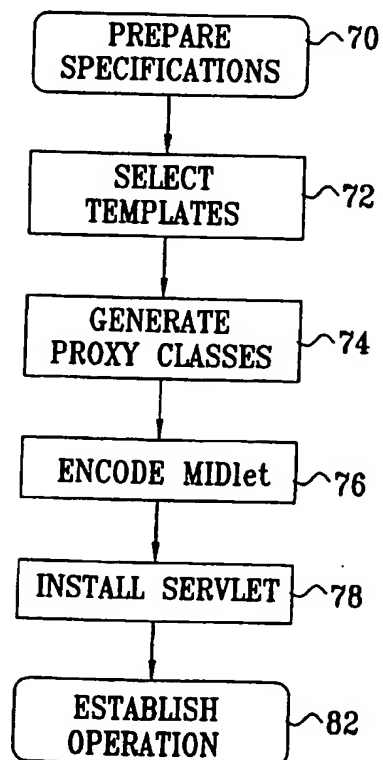 PREPARE
SPECIFICATIONS
70
SELECT
TEMPLATES
72
GENERATE
PROXY CLASSES
74
ENCODE MIDlet
76
INSTALL SERVLET
78
ESTABLISH
OPERATION
82